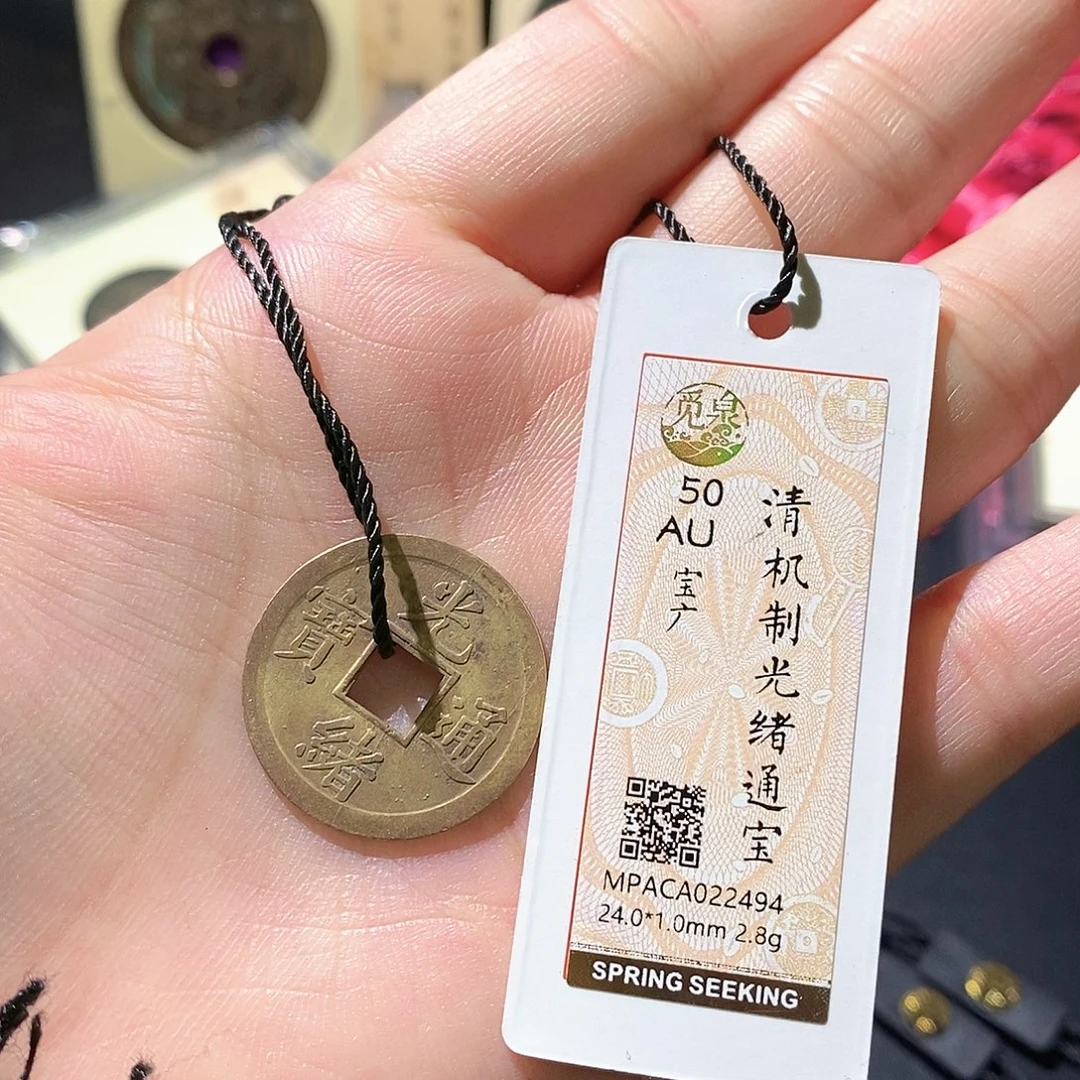 光緒通寶
觅泉
50
AU
宝广
清机制光绪通宝
MPACA022494
24.0*1.0mm 2.8g
SPRING SEEKING